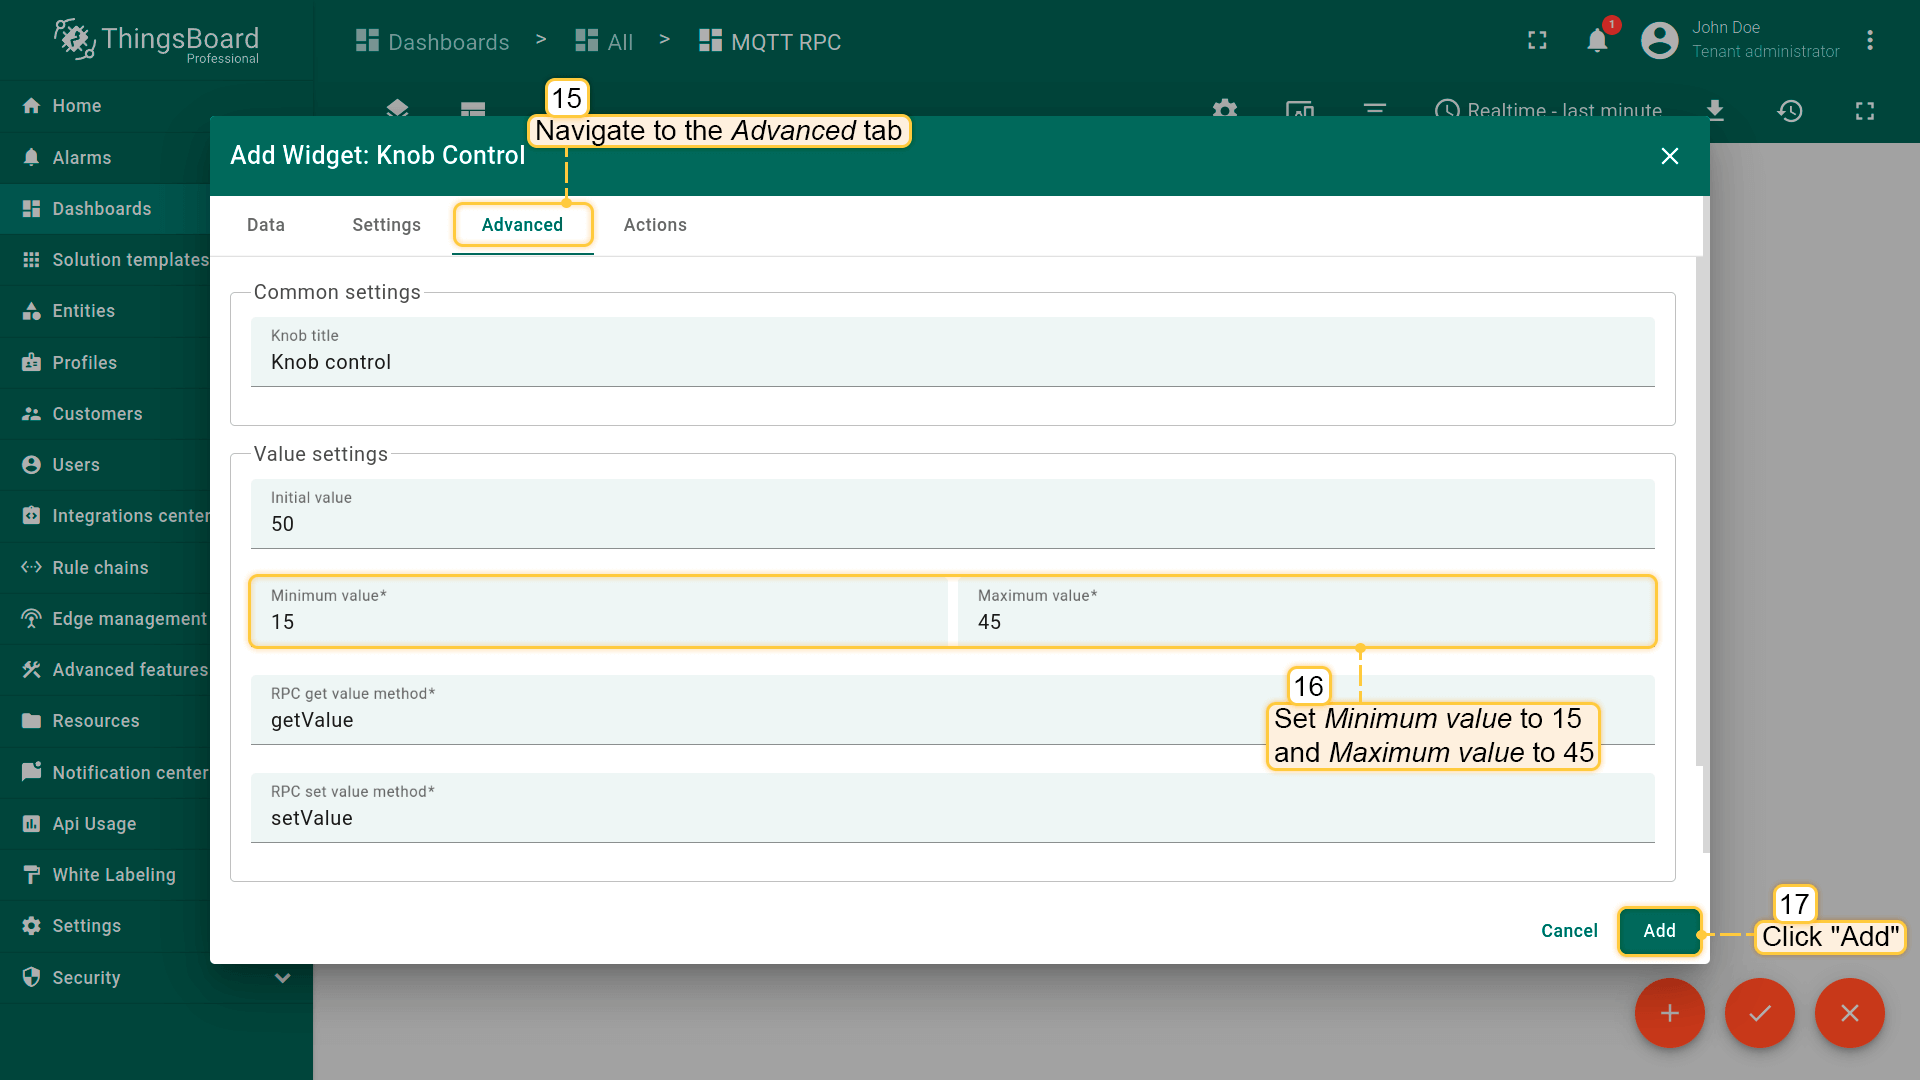 ThingsBoard
Professional
Dashboards > All > MQTT RPC
1
John Doe
Tenant administrator
Realtime - last minute
Home
Alarms
Dashboards
Solution templates
Entities
Profiles
Customers
Users
Integrations center
Rule chains
Edge management
Advanced features
Resources
Notification center
Api Usage
White Labeling
Settings
Security
15
Navigate to the Advanced tab
Add Widget: Knob Control
Data Settings Advanced Actions
Common settings
Knob title
Knob control
Value settings
Initial value
50
Minimum value* Maximum value*
15 45
RPC get value method*
getValue
16
Set Minimum value to 15
and Maximum value to 45
RPC set value method*
setValue
Cancel Add
17
Click "Add"